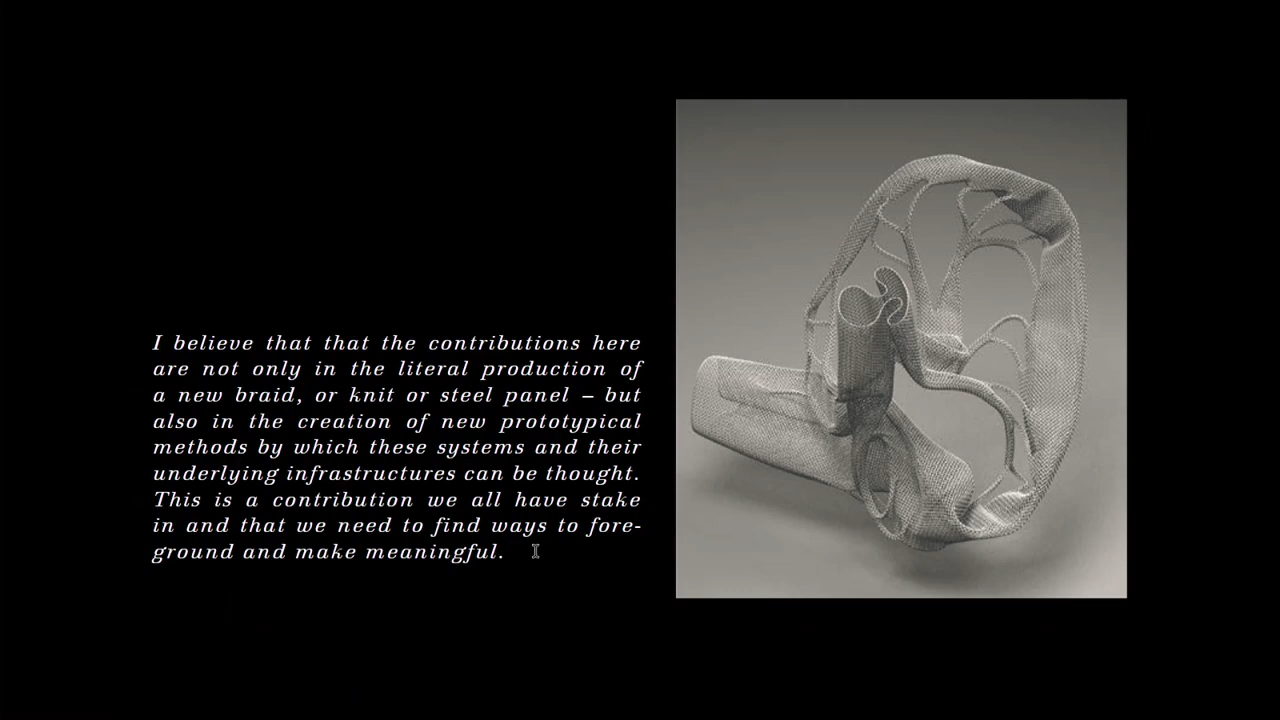 I believe that that the contributions here
are not only in the literal production of
a new braid, or knit or steel panel – but
also in the creation of new prototypical
methods by which these systems and their
underlying infrastructures can be thought.
This is a contribution we all have stake
in and that we need to find ways to fore-
ground and make meaningful.